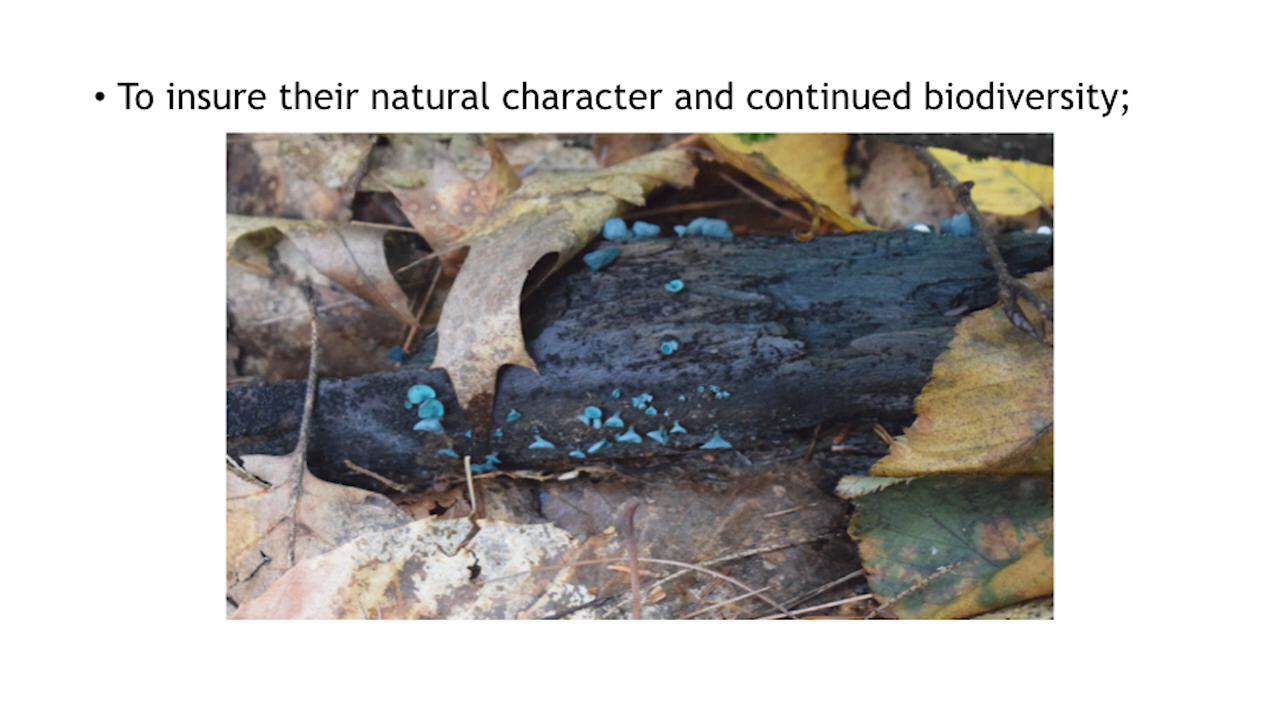 • To insure their natural character and continued biodiversity;